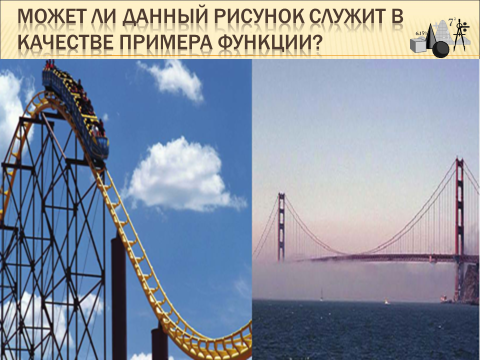 МОЖЕТ ЛИ ДАННЫЙ РИСУНОК СЛУЖИТ В
КАЧЕСТВЕ ПРИМЕРА ФУНКЦИИ?